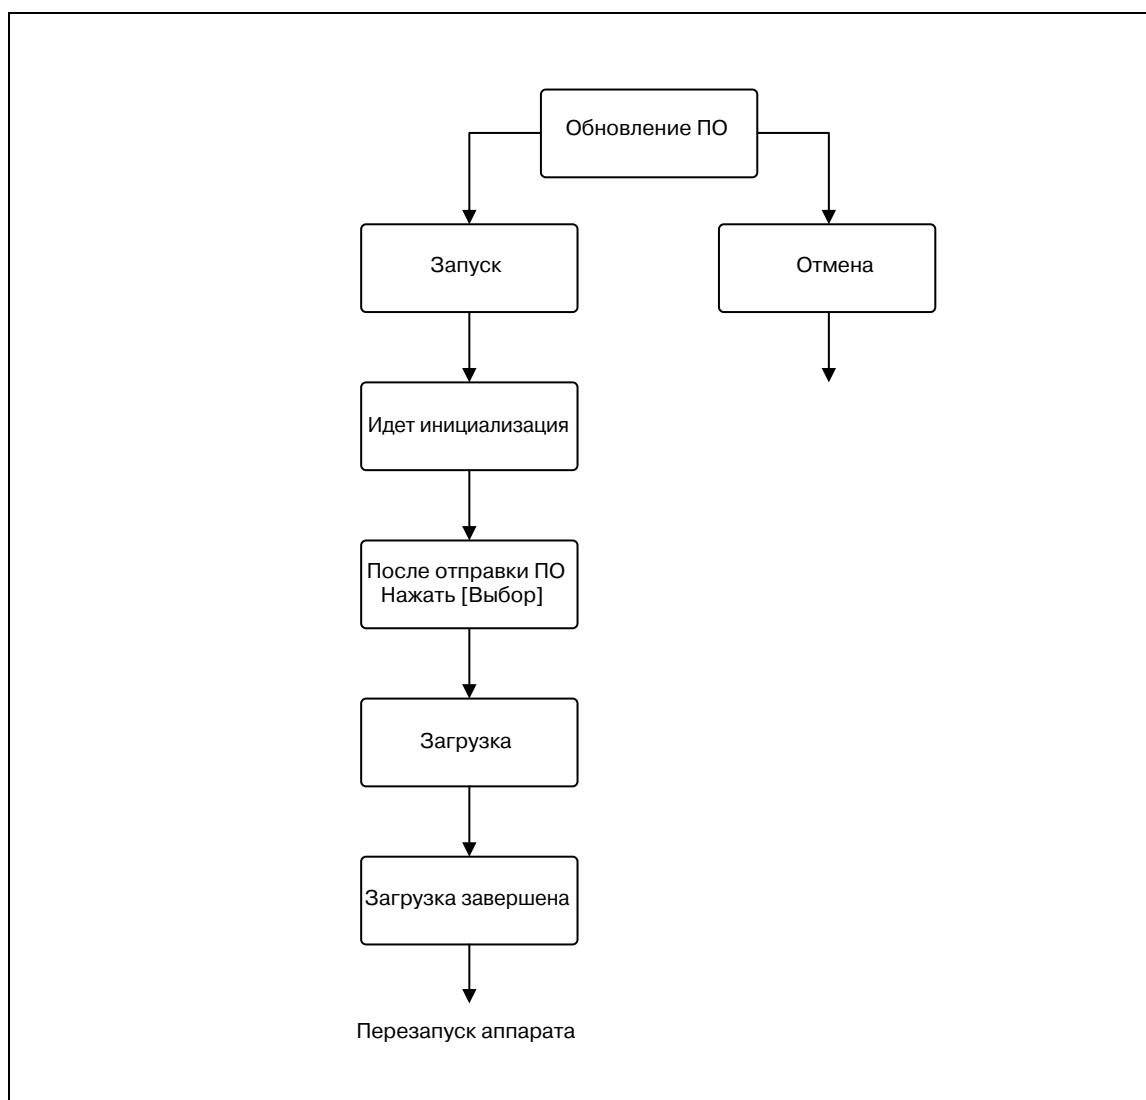 Обновление ПО
Запуск
Отмена
Идет инициализация
После отправки ПО
Нажать [Выбор]
Загрузка
Загрузка завершена
Перезапуск аппарата